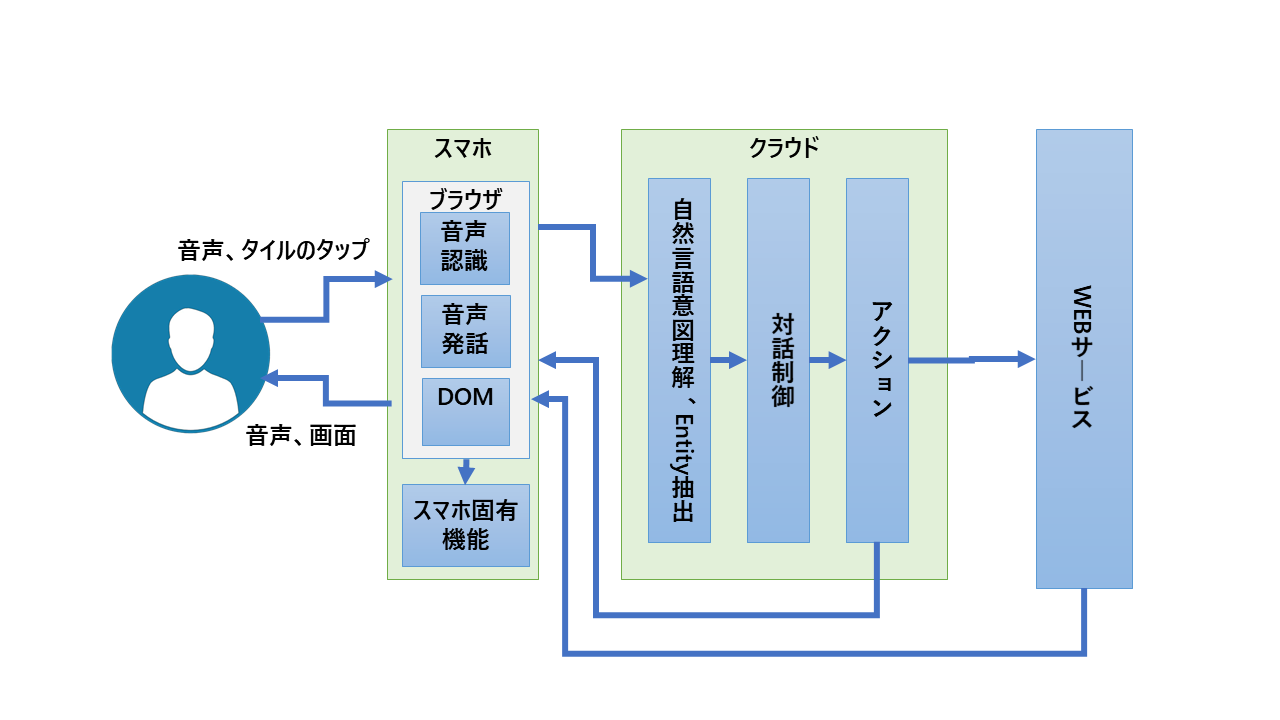 音声、タイルのタップ
音声、画面
スマホ
ブラウザ
音声
認識
音声
発話
DOM
スマホ固有
機能
クラウド
自然言語意図理解、Entity抽出
対話制御
アクション
WEBサービス